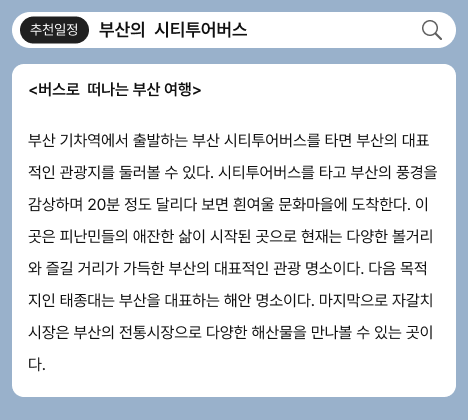 추천일정 부산의 시티투어버스
<버스로 떠나는 부산 여행>
부산 기차역에서 출발하는 부산 시티투어버스를 타면 부산의 대표
적인 관광지를 둘러볼 수 있다. 시티투어버스를 타고 부산의 풍경을
감상하며 20분 정도 달리다 보면 흰여울 문화마을에 도착한다. 이
곳은 피난민들의 애잔한 삶이 시작된 곳으로 현재는 다양한 볼거리
와 즐길 거리가 가득한 부산의 대표적인 관광 명소이다. 다음 목적
지인 태종대는 부산을 대표하는 해안 명소이다. 마지막으로 자갈치
시장은 부산의 전통시장으로 다양한 해산물을 만나볼 수 있는 곳이
다.